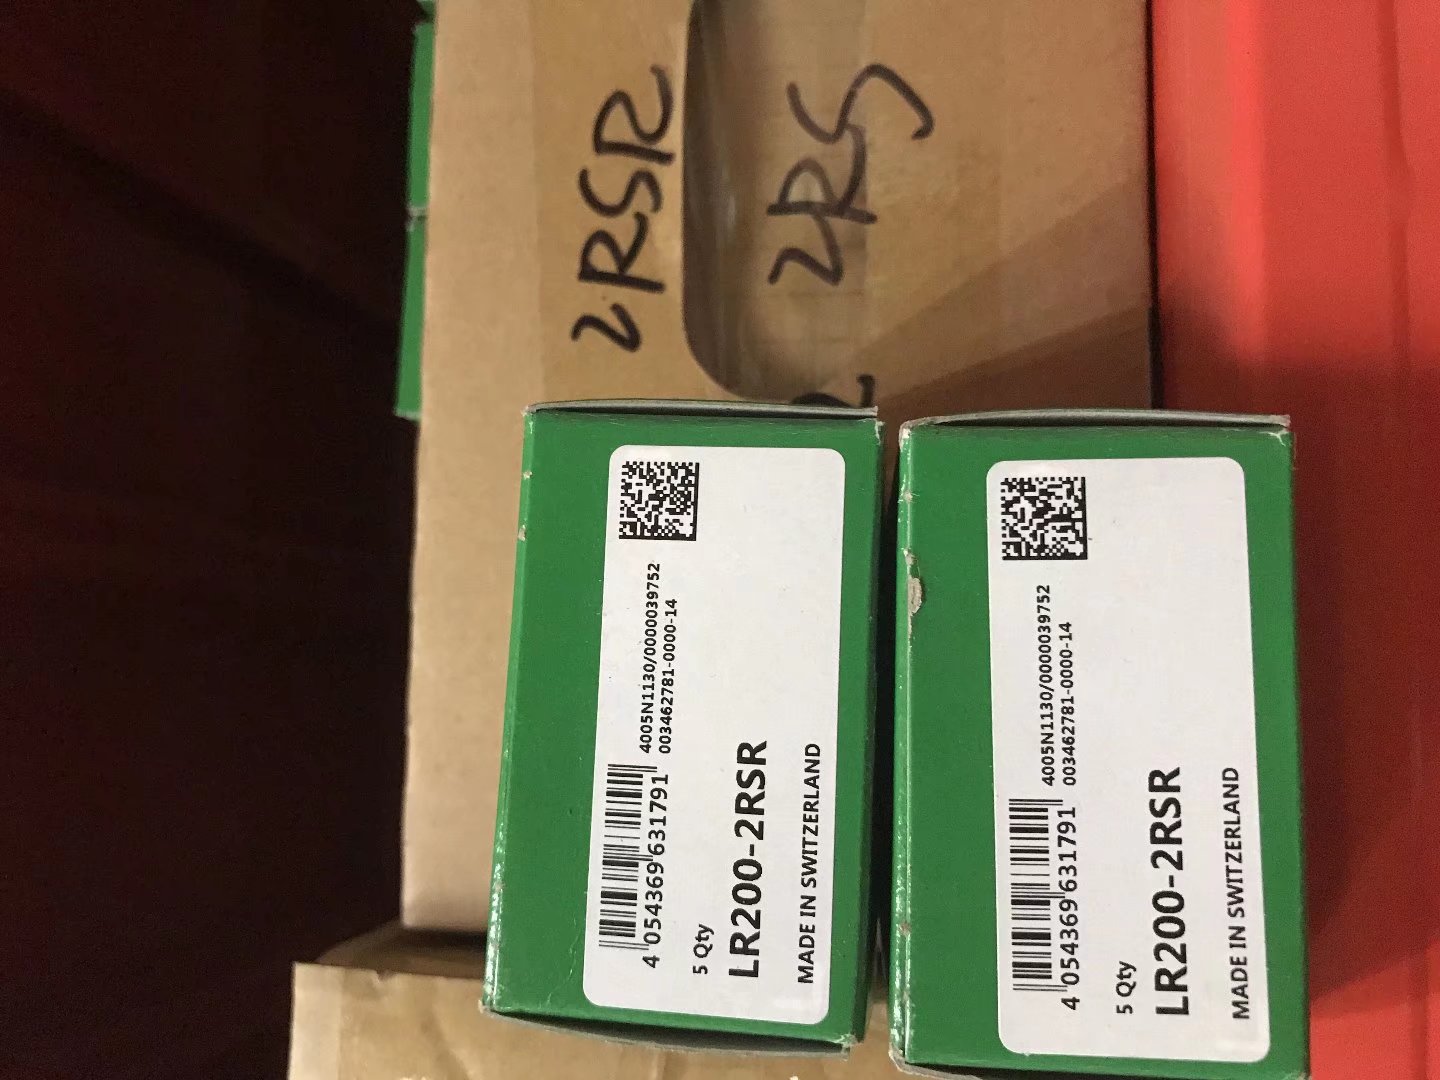 2RSR
2RS
4 054369 631791
4005N1130/0000039752
003462781-0000-14
5 Qty
LR200-2RSR
MADE IN SWITZERLAND
4 054369 631791
4005N1130/0000039752
003462781-0000-14
5 Qty
LR200-2RSR
MADE IN SWITZERLAND